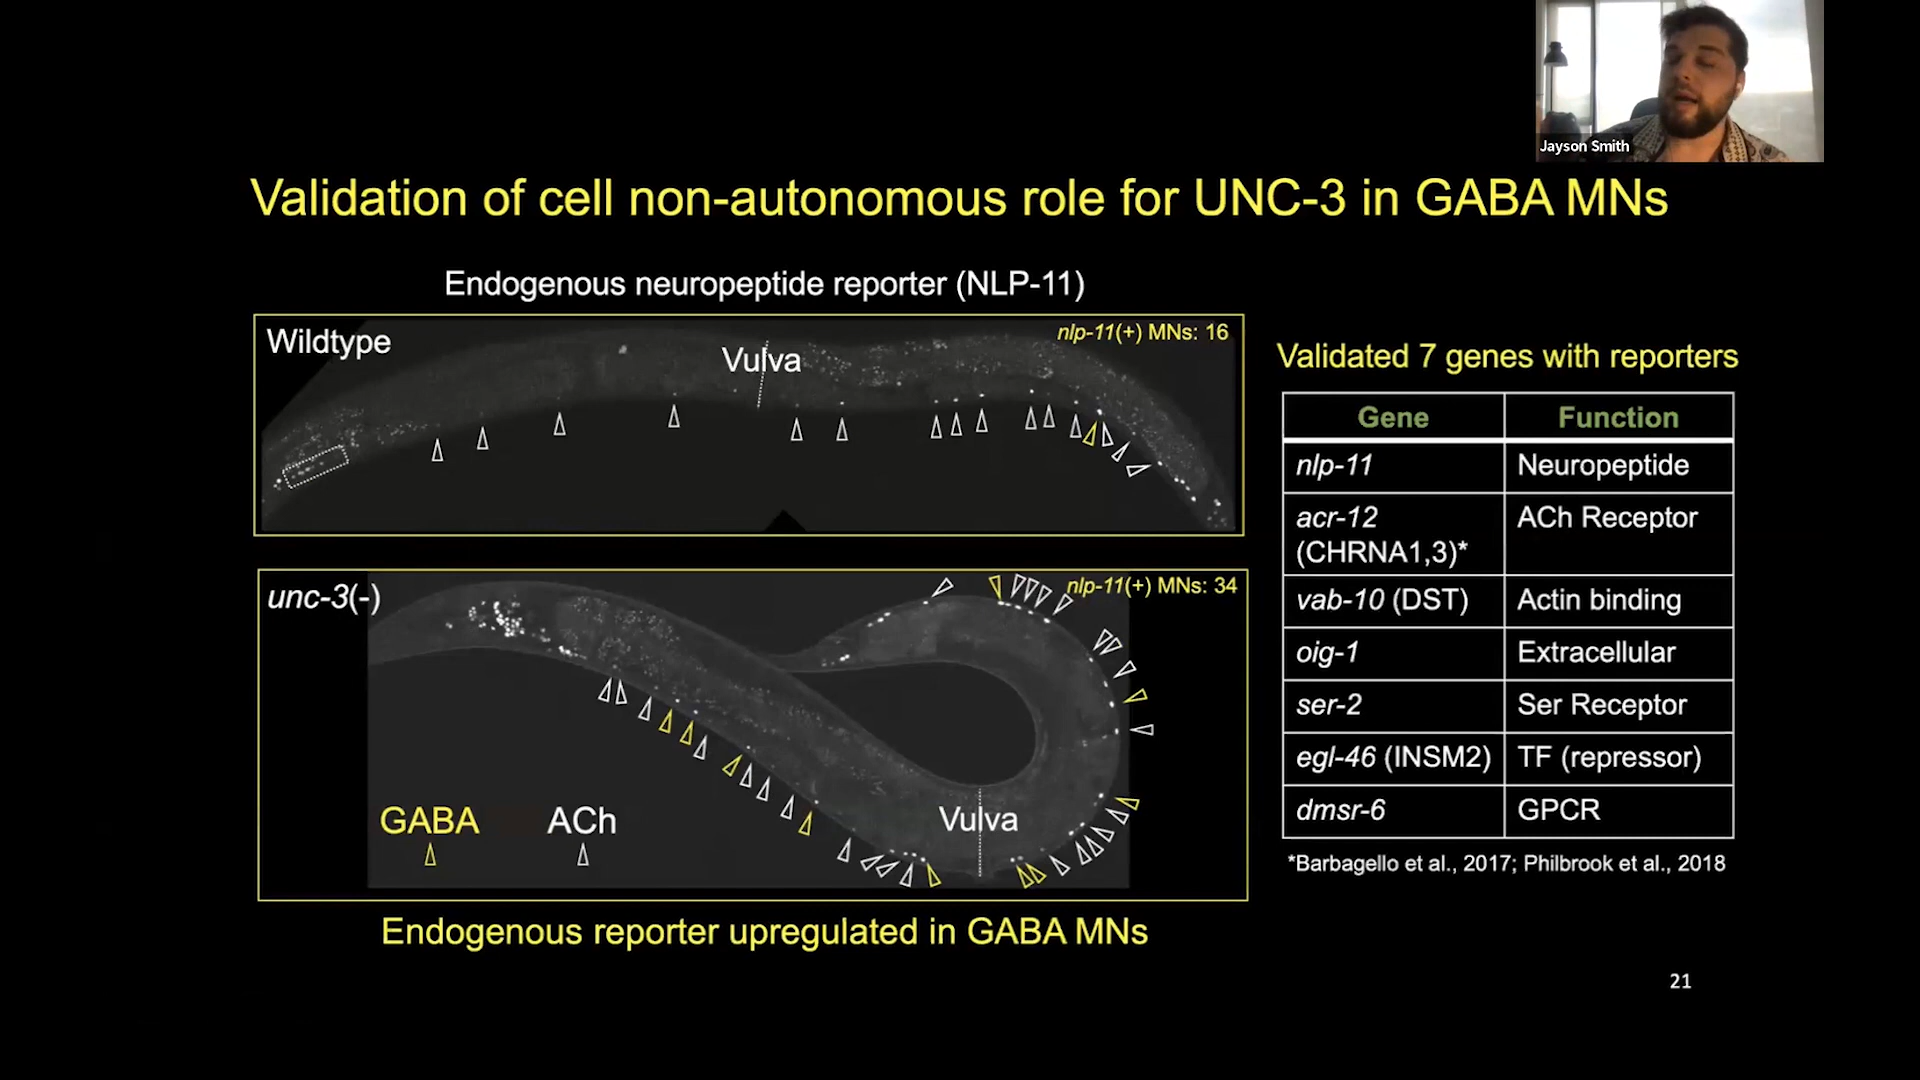 Jayson Smith
Validation of cell non-autonomous role for UNC-3 in GABA MNs
Endogenous neuropeptide reporter (NLP-11)
Wildtype
Vulva
nlp-11(+) MNs: 16
unc-3(-)
nlp-11(+) MNs: 34
GABA
ACh
Vulva
Endogenous reporter upregulated in GABA MNs
Validated 7 genes with reporters
Gene Function
nlp-11 Neuropeptide
acr-12 ACh Receptor
(CHRNA1,3)*
vab-10 (DST) Actin binding
oig-1 Extracellular
ser-2 Ser Receptor
egl-46 (INSM2) TF (repressor)
dmsr-6 GPCR
*Barbagello et al., 2017; Philbrook et al., 2018
21